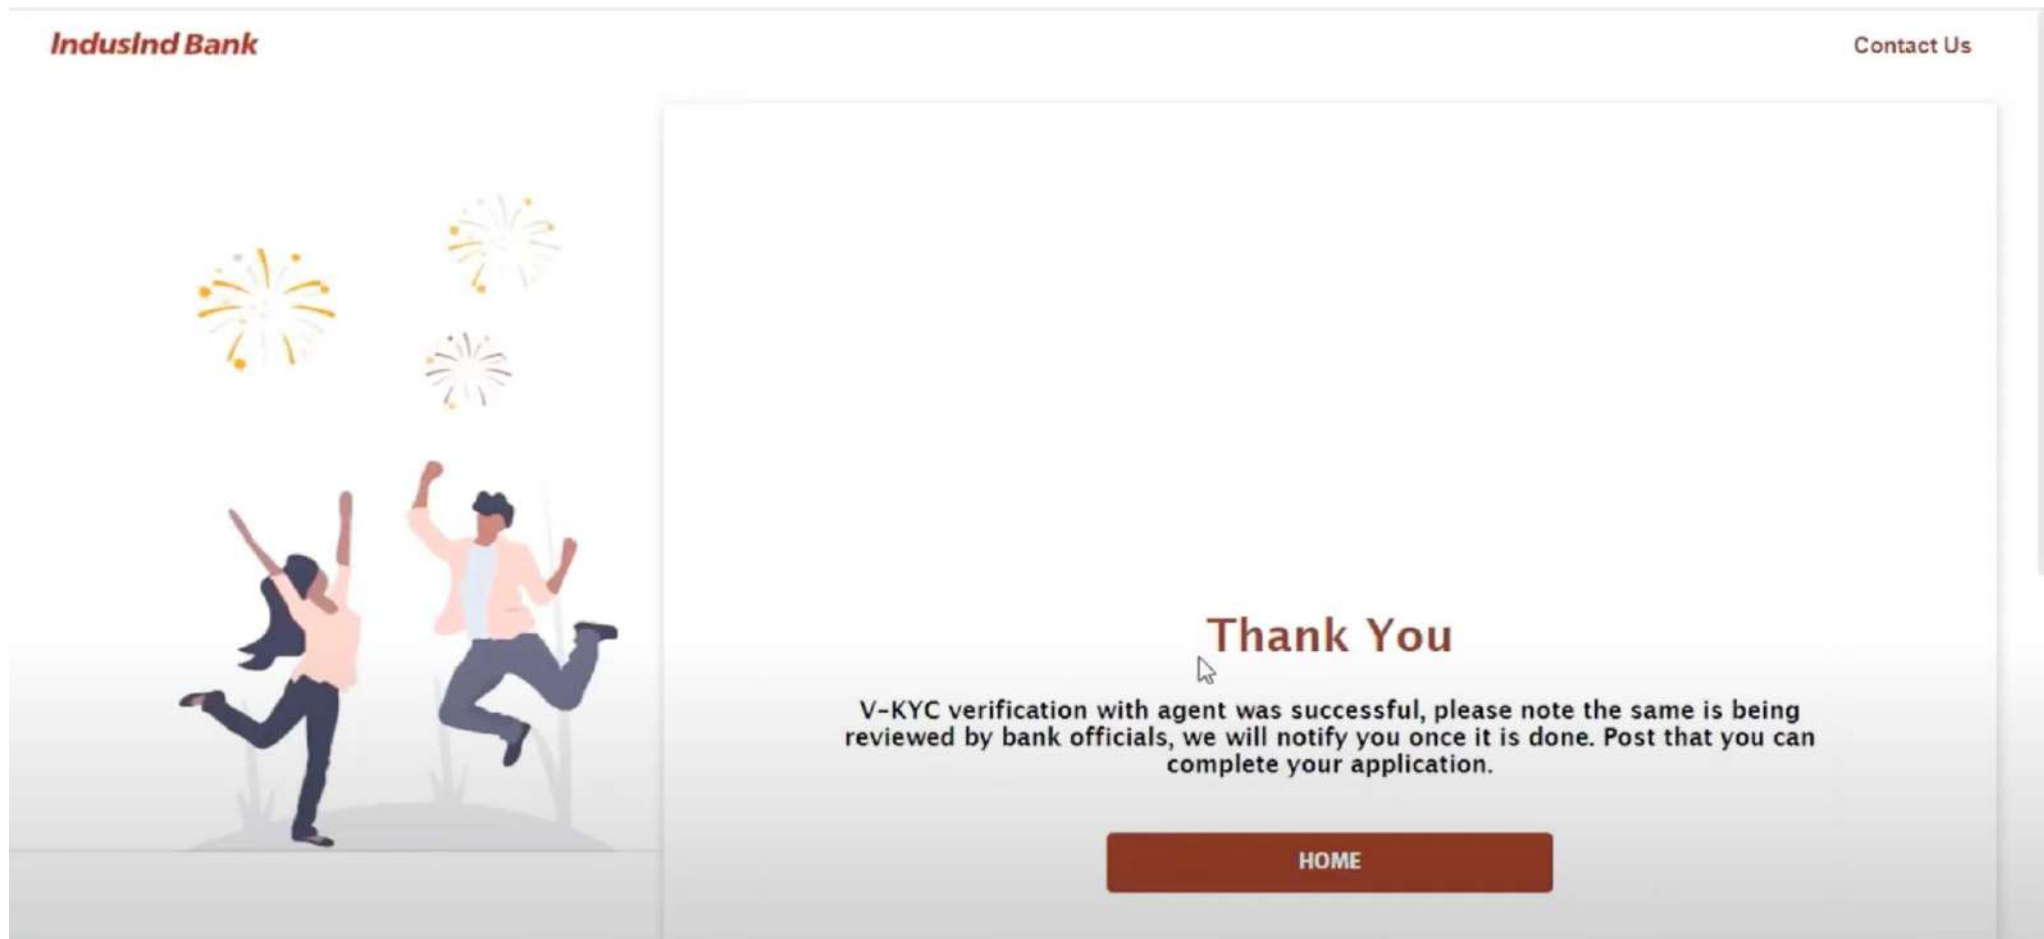 IndusInd Bank
Contact Us
Thank You
V-KYC verification with agent was successful, please note the same is being
reviewed by bank officials, we will notify you once it is done. Post that you can
complete your application.
HOME